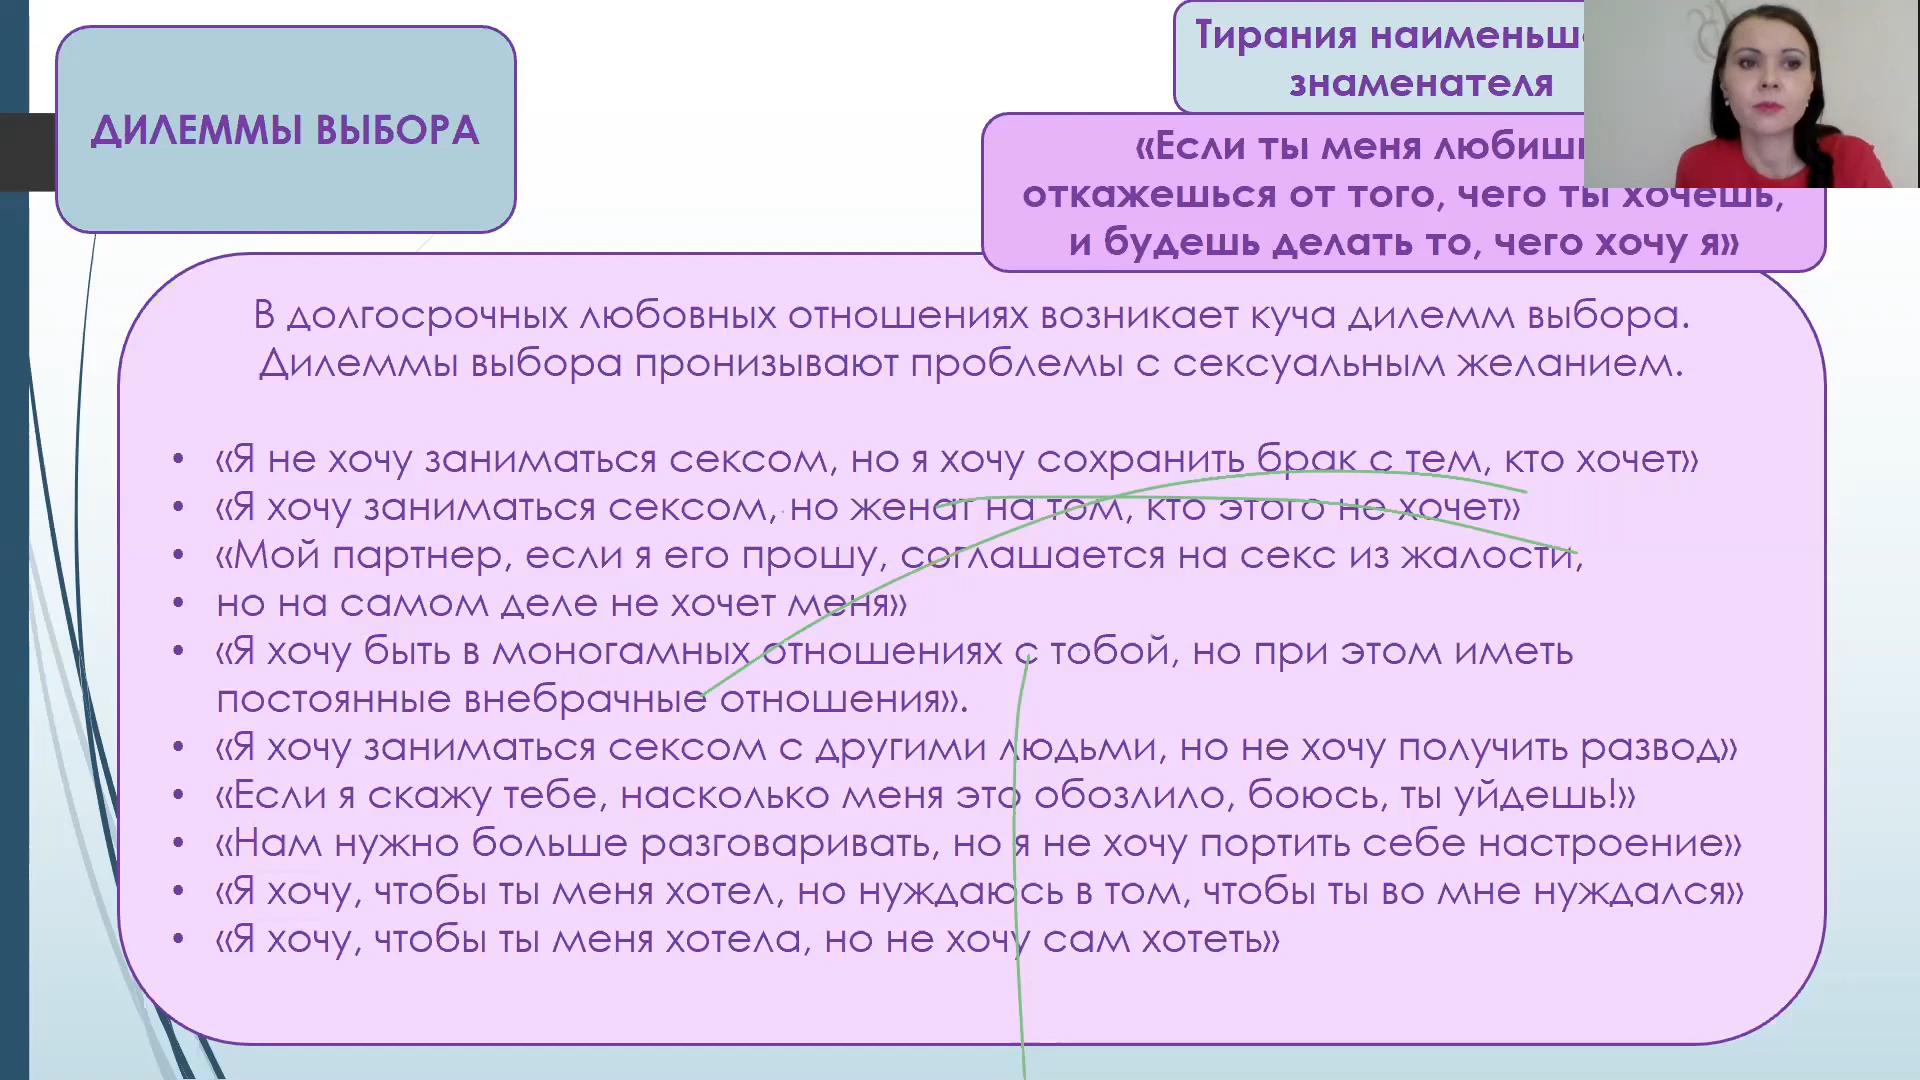 ДИЛЕММЫ ВЫБОРА
Тирания
знаменателя
«Если ты меня
откажешься от того, чего ты хочешь,
и будешь делать то, чего хочу я»
В долгосрочных любовных отношениях возникает куча дилемм выбора.
Дилеммы выбора пронизывают проблемы с сексуальным желанием.
• «Я не хочу заниматься сексом, но я хочу сохранить брак с тем, кто хочет»
• «Я хочу заниматься сексом, но женат на том, кто этого не хочет»
• «Мой партнер, если я его прошу, соглашается на секс из жалости,
• но на самом деле не хочет меня»
• «Я хочу быть в моногамных отношениях с тобой, но при этом иметь
постоянные внебрачные отношения».
• «Я хочу заниматься сексом с другими людьми, но не хочу получить развод»
• «Если я скажу тебе, насколько меня это обозлило, боюсь, ты уйдешь!»
• «Нам нужно больше разговаривать, но я не хочу портить себе настроение»
• «Я хочу, чтобы ты меня хотел, но нуждаюсь в том, чтобы ты во мне нуждался»
• «Я хочу, чтобы ты меня хотела, но не хочу сам хотеть»